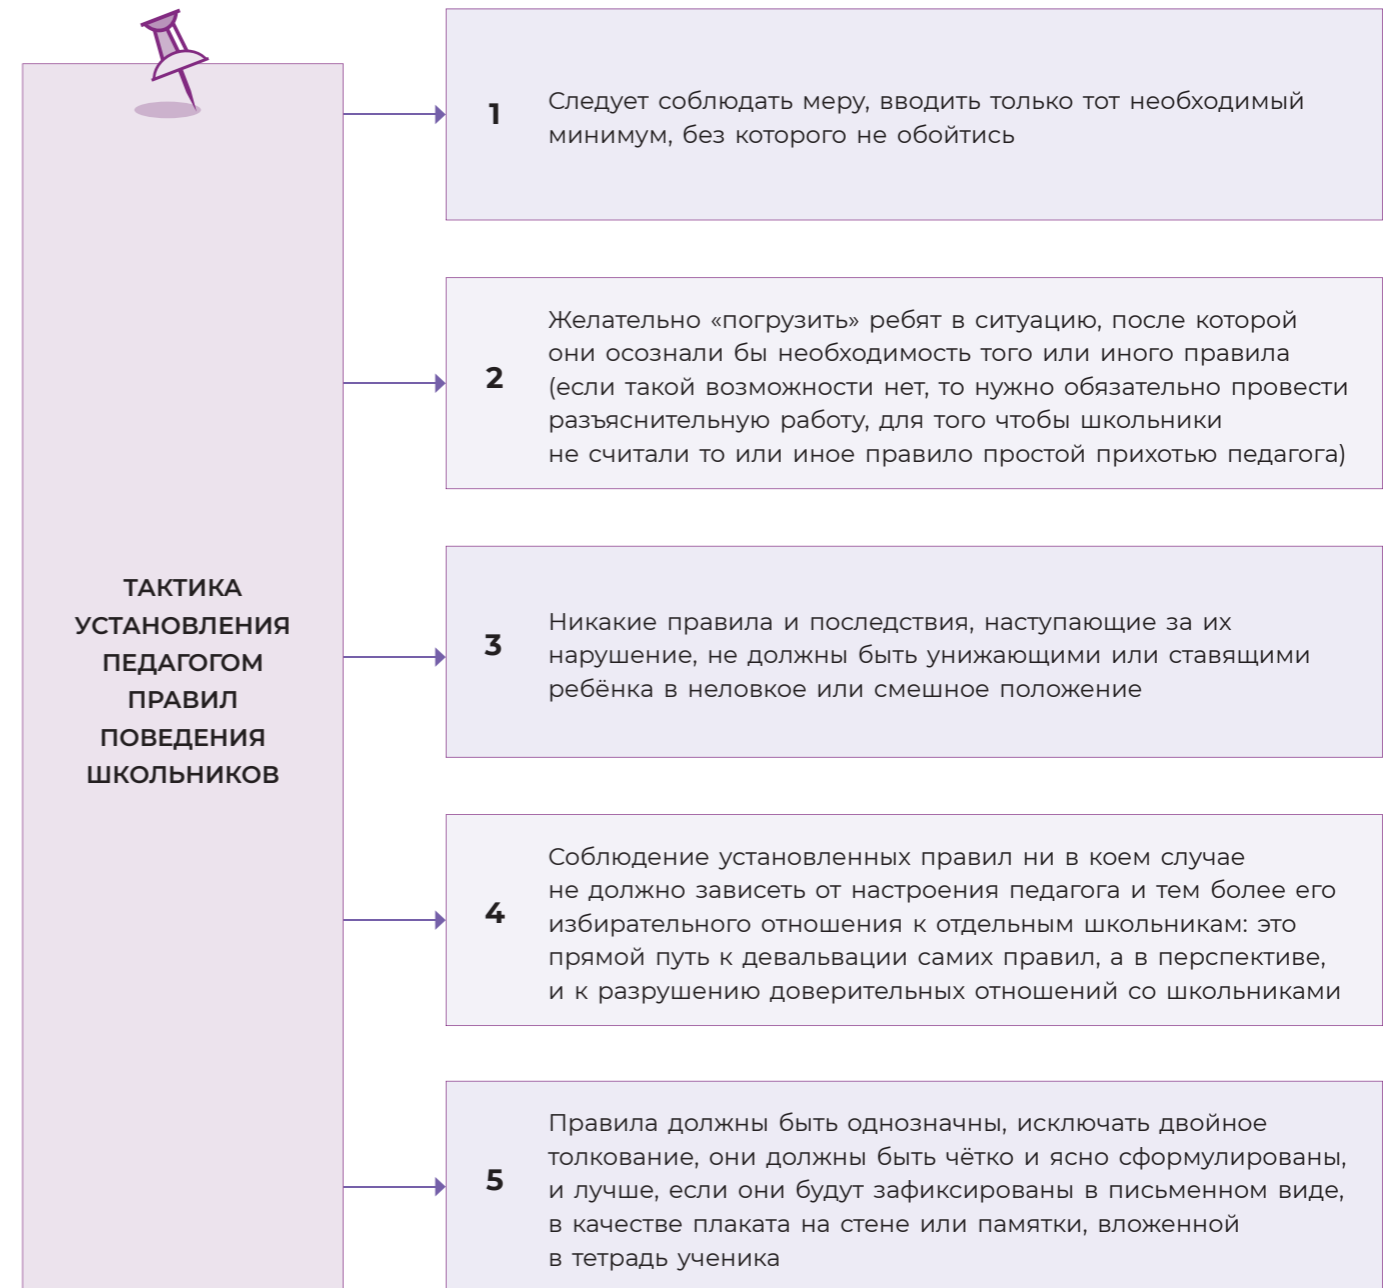 ТАКТИКА
УСТАНОВЛЕНИЯ
ПЕДАГОГОМ
ПРАВИЛ
ПОВЕДЕНИЯ
ШКОЛЬНИКОВ
1
Следует соблюдать меру, вводить только тот необходимый
минимум, без которого не обойтись
2
Желательно «погрузить» ребят в ситуацию, после которой
они осознали бы необходимость того или иного правила
(если такой возможности нет, то нужно обязательно провести
разъяснительную работу, для того чтобы школьники
не считали то или иное правило простой прихотью педагога)
3
Никакие правила и последствия, наступающие за их
нарушение, не должны быть унижающими или ставящими
ребёнка в неловкое или смешное положение
4
Соблюдение установленных правил ни в коем случае
не должно зависеть от настроения педагога и тем более его
избирательного отношения к отдельным школьникам: это
прямой путь к девальвации самих правил, а в перспективе,
и к разрушению доверительных отношений со школьниками
5
Правила должны быть однозначны, исключать двойное
толкование, они должны быть чётко и ясно сформулированы,
и лучше, если они будут зафиксированы в письменном виде,
в качестве плаката на стене или памятки, вложенной
в тетрадь ученика